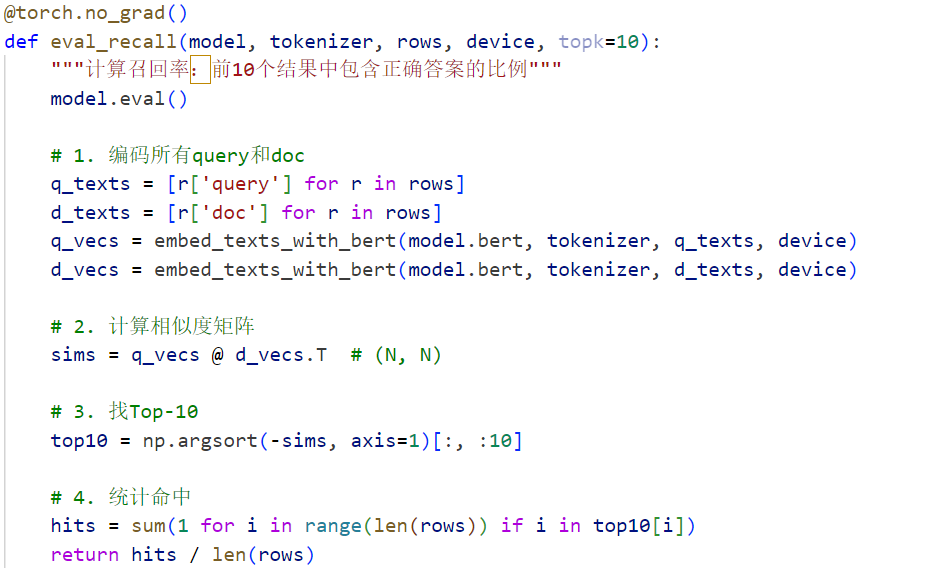 @torch.no_grad()
def eval_recall(model, tokenizer, rows, device, topk=10):
    """计算召回率：前10个结果中包含正确答案的比例"""
    model.eval()

    # 1. 编码所有query和doc
    q_texts = [r['query'] for r in rows]
    d_texts = [r['doc'] for r in rows]
    q_vecs = embed_texts_with_bert(model.bert, tokenizer, q_texts, device)
    d_vecs = embed_texts_with_bert(model.bert, tokenizer, d_texts, device)

    # 2. 计算相似度矩阵
    sims = q_vecs @ d_vecs.T  # (N, N)

    # 3. 找Top-10
    top10 = np.argsort(-sims, axis=1)[:, :10]

    # 4. 统计命中
    hits = sum(1 for i in range(len(rows)) if i in top10[i])
    return hits / len(rows)